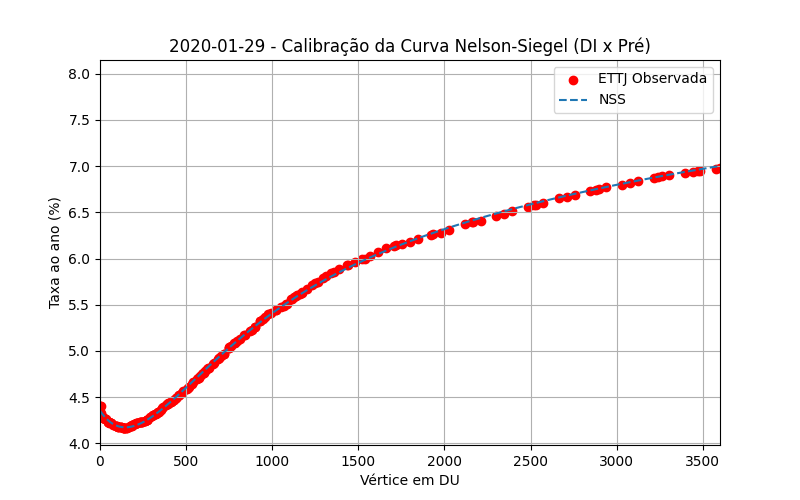 2020-01-29 - Calibração da Curva Nelson-Siegel (DI x Pré)
ETTJ Observada
NSS
Taxa ao ano (%)
8.0
7.5
7.0
6.5
6.0
5.5
5.0
4.5
4.0
0 500 1000 1500 2000 2500 3000 3500
Vértice em DU